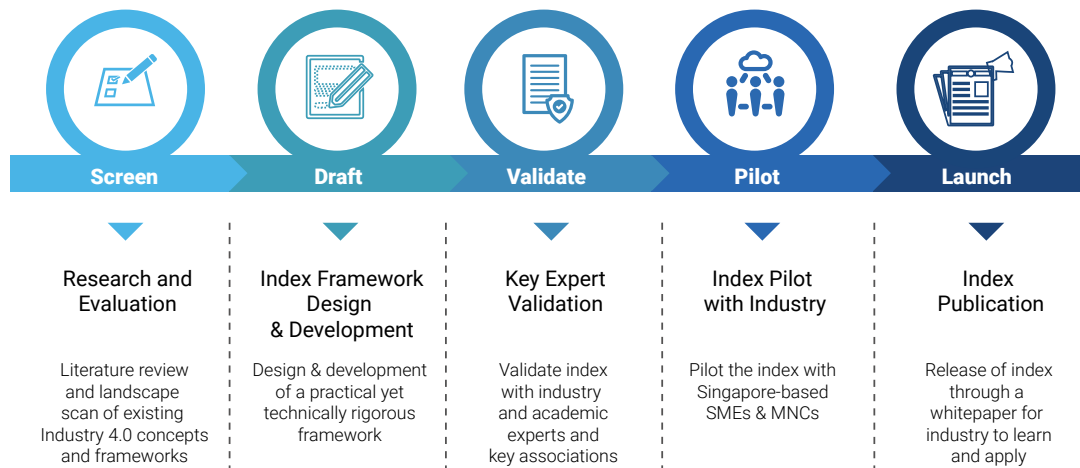 Screen
Draft
Validate
Pilot
Launch
Research and
Evaluation
Literature review
and landscape
scan of existing
Industry 4.0 concepts
and frameworks
Index Framework
Design
& Development
Design & development
of a practical yet
technically rigorous
framework
Key Expert
Validation
Validate index
with industry
and academic
experts and
key associations
Index Pilot
with Industry
Pilot the index with
Singapore-based
SMEs & MNCs
Index
Publication
Release of index
through a
whitepaper for
industry to learn
and apply